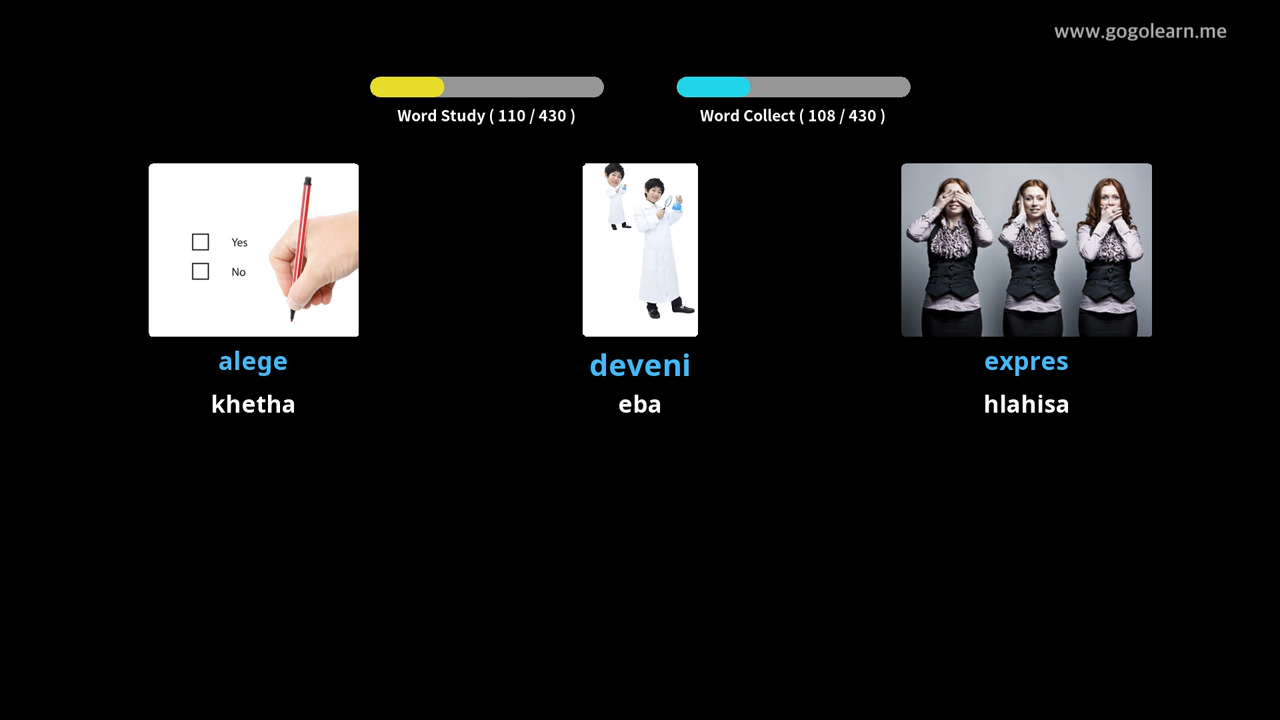 www.gogolearn.me
Word Study ( 110 / 430 )
Word Collect ( 108 / 430 )
Yes
No
alege
deveni
expres
khetha
eba
hlahisa